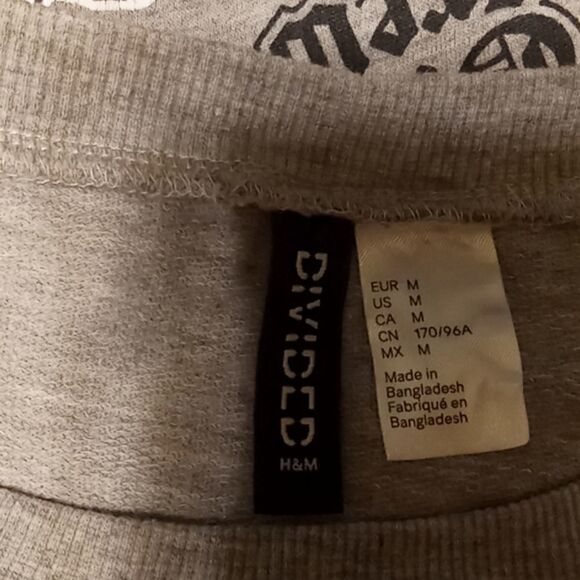 DIVIDED
H&M
EUR M
US M
CA M
CN 170/96A
MX M
Made in
Bangladesh
Fabriqué en
Bangladesh